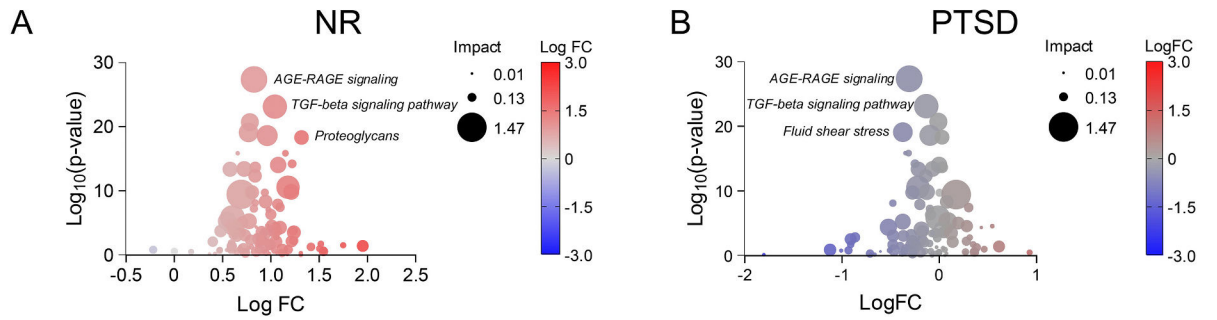 A
NR
Impact
Log FC
0.01
0.13
1.47
3.0
1.5
0
-1.5
-3.0
30
20
10
0
Log10(p-value)
AGE-RAGE signaling
TGF-beta signaling pathway
Proteoglycans
-0.5
0
0.5
1.0
1.5
2.0
2.5
Log FC
B
PTSD
Impact
LogFC
0.01
0.13
1.47
3.0
1.5
0
-1.5
-3.0
30
20
10
0
Log10(p-value)
AGE-RAGE signaling
TGF-beta signaling pathway
Fluid shear stress
-2
-1
0
1
LogFC